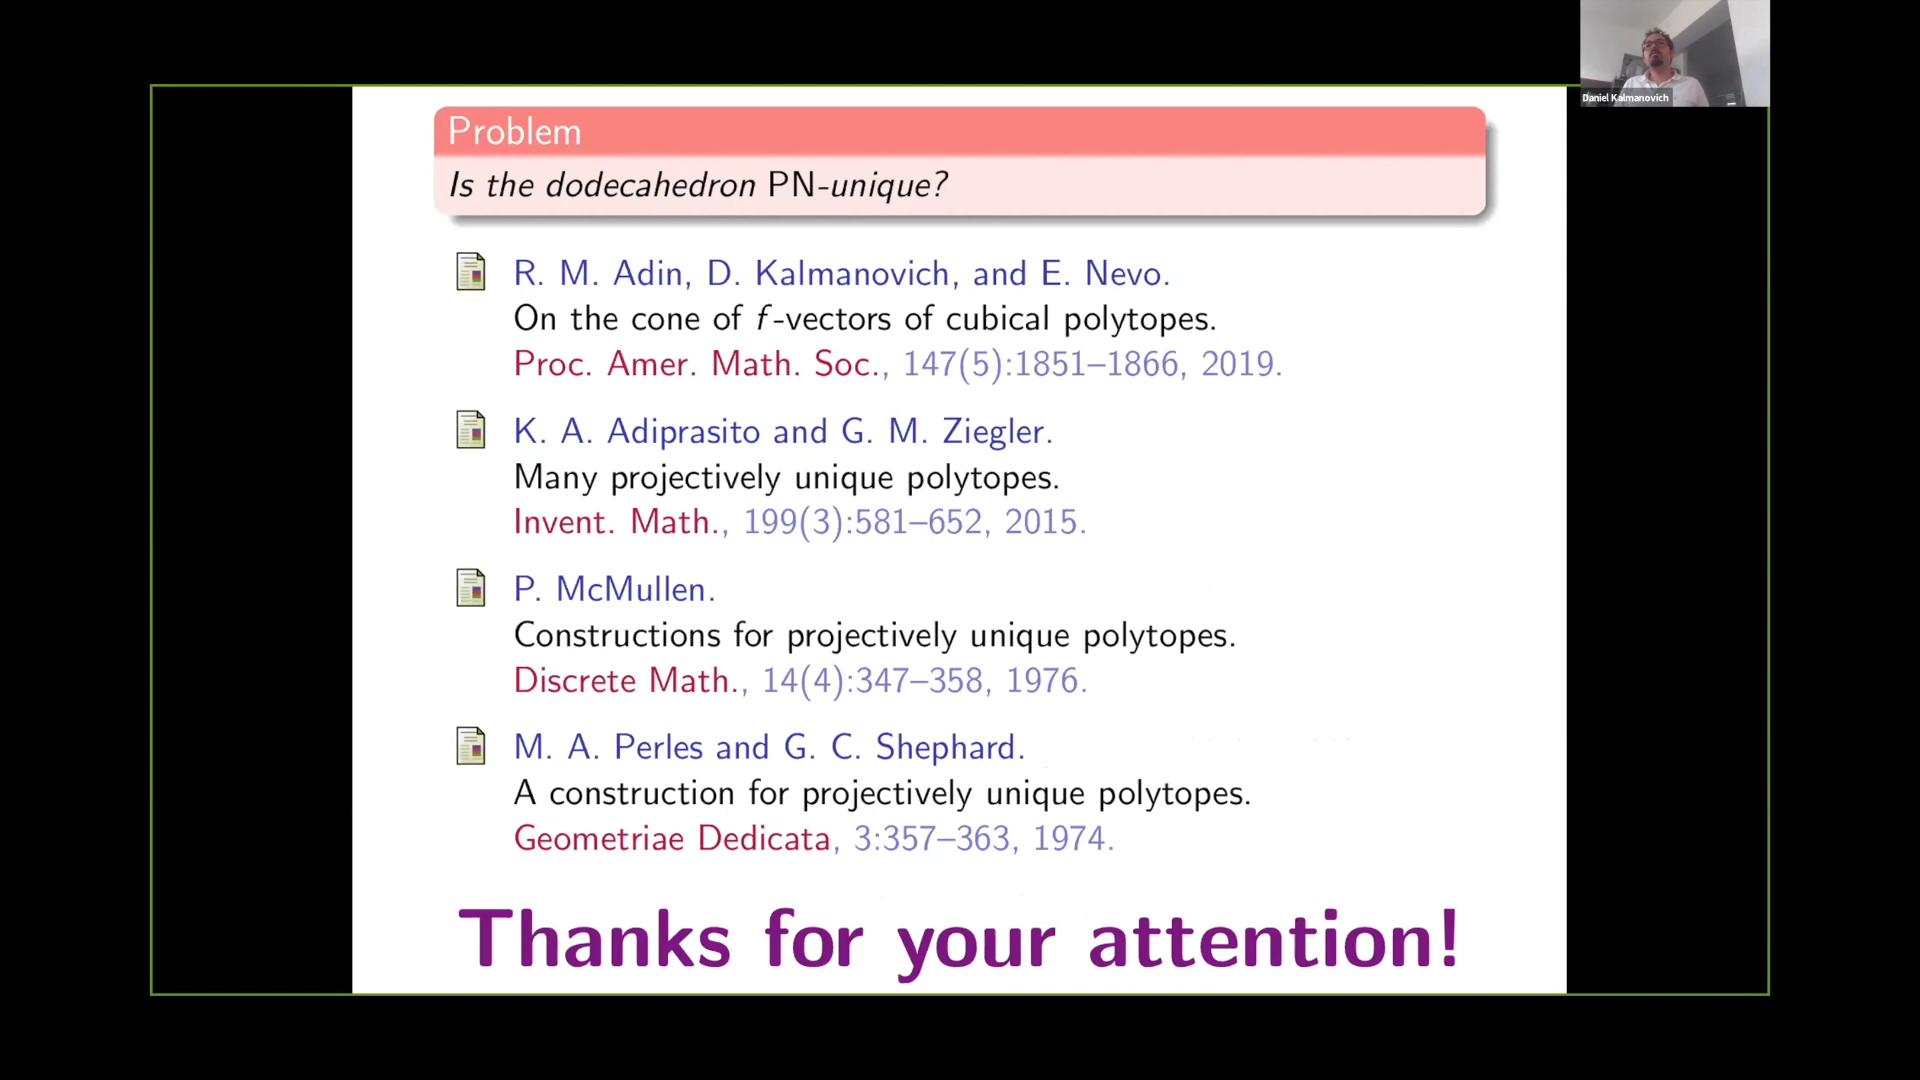 Daniel Kalmanovich
Problem
Is the dodecahedron PN-unique?
R. M. Adin, D. Kalmanovich, and E. Nevo.
On the cone of f-vectors of cubical polytopes.
Proc. Amer. Math. Soc., 147(5):1851–1866, 2019.
K. A. Adiprasito and G. M. Ziegler.
Many projectively unique polytopes.
Invent. Math., 199(3):581–652, 2015.
P. McMullen.
Constructions for projectively unique polytopes.
Discrete Math., 14(4):347–358, 1976.
M. A. Perles and G. C. Shephard.
A construction for projectively unique polytopes.
Geometriae Dedicata, 3:357–363, 1974.
Thanks for your attention!